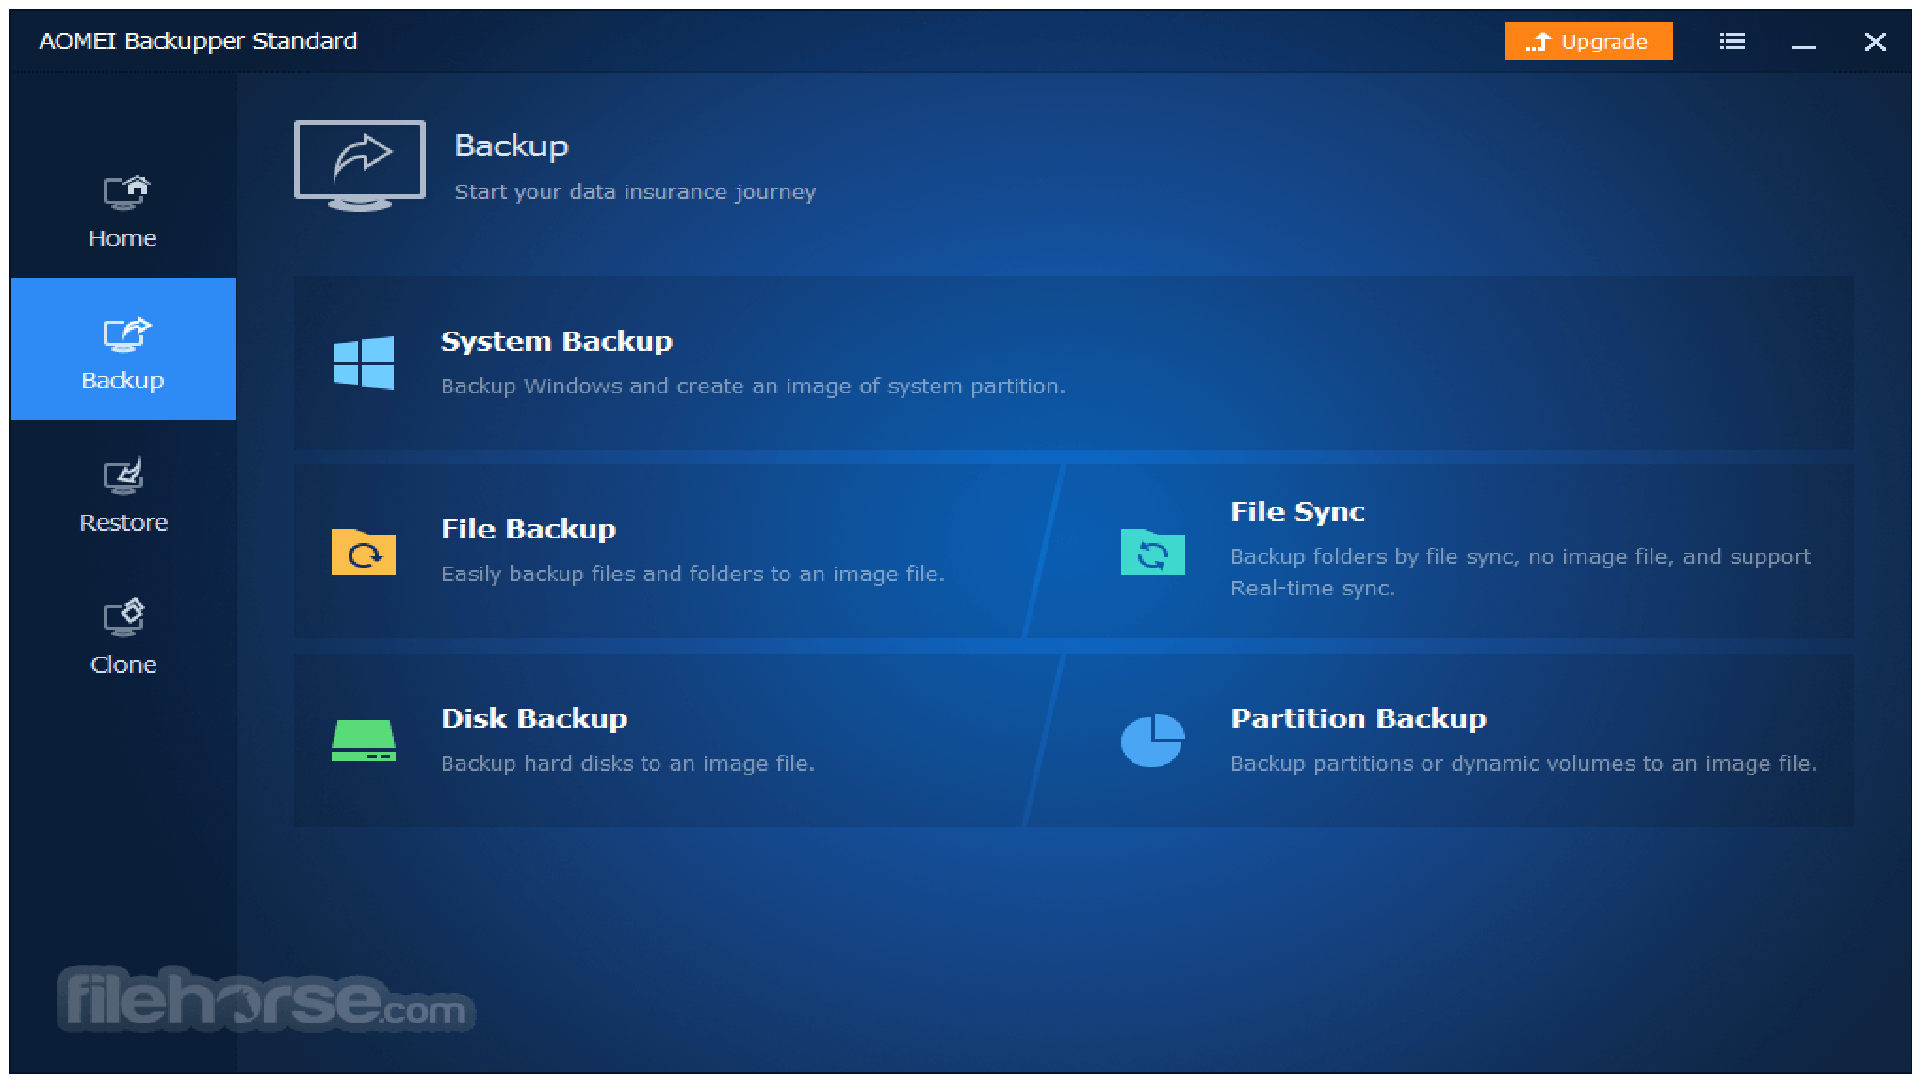 AOMEI Backupper Standard
Upgrade
Home
Backup
Restore
Clone
Backup
Start your data insurance journey
System Backup
Backup Windows and create an image of system partition.
File Backup
Easily backup files and folders to an image file.
File Sync
Backup folders by file sync, no image file, and support
Real-time sync.
Disk Backup
Backup hard disks to an image file.
Partition Backup
Backup partitions or dynamic volumes to an image file.
filehorse.com